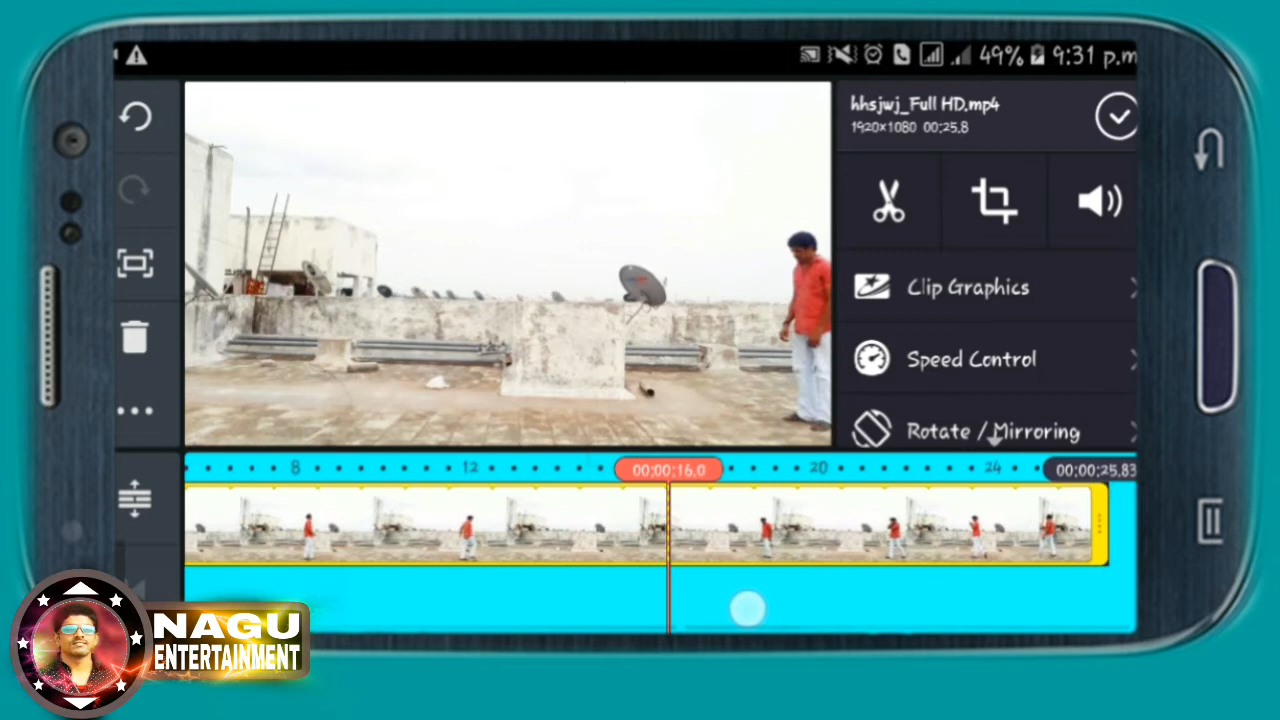 49% 9:31 p.m
hhsjwj_Full HD.mp4
1920x1080 00:25.8
Clip Graphics
Speed Control
Rotate / Mirroring
8 12 00:00:16.0 20 24 00:00:25.83
NAGU
ENTERTAINMENT